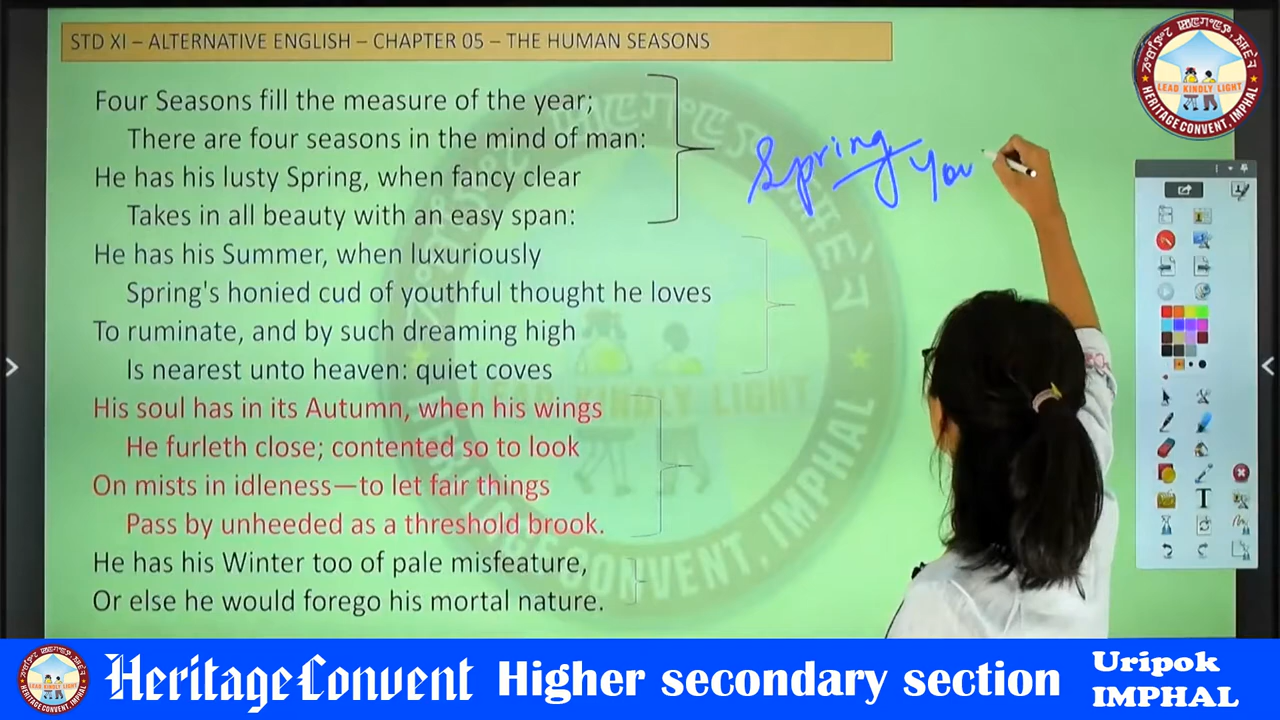 STD XI – ALTERNATIVE ENGLISH – CHAPTER 05 – THE HUMAN SEASONS
Four Seasons fill the measure of the year;
There are four seasons in the mind of man:
He has his lusty Spring, when fancy clear
Takes in all beauty with an easy span:
He has his Summer, when luxuriously
Spring's honied cud of youthful thought he loves
To ruminate, and by such dreaming high
Is nearest unto heaven: quiet coves
His soul has in its Autumn, when his wings
He furleth close; contented so to look
On mists in idleness—to let fair things
Pass by unheeded as a threshold brook.
He has his Winter too of pale misfeature,
Or else he would forego his mortal nature.
Spring You
LEAD KINDLY LIGHT
HERITAGE CONVENT, IMPHAL
LEAD KINDLY LIGHT
HERITAGE CONVENT, IMPHAL
Heritage Convent Higher secondary section
Uripok
IMPHAL